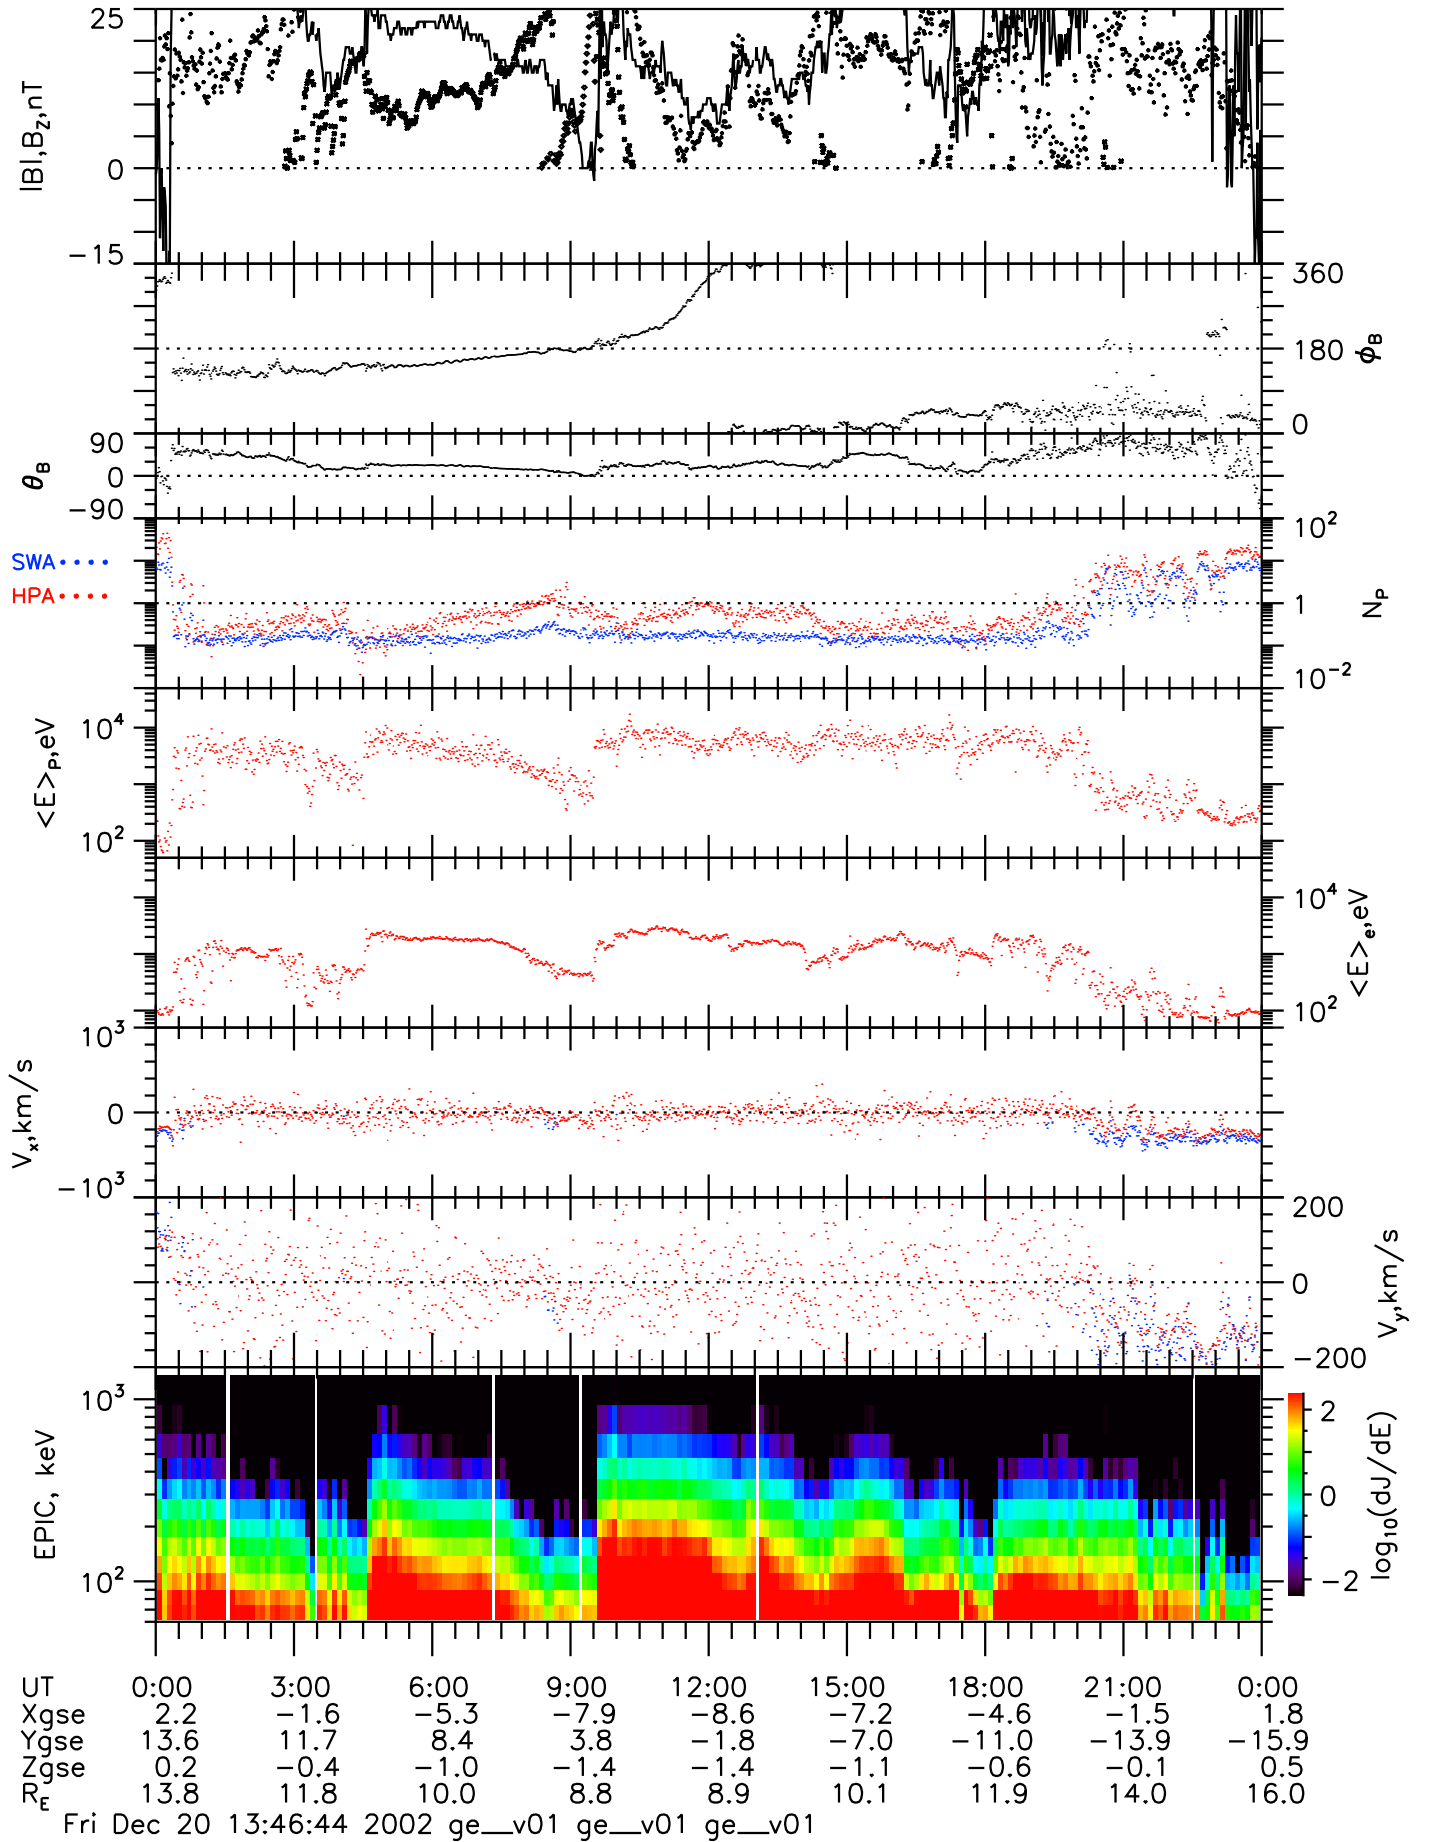 25
|B|,B_Z,nT
0
−15
360
180
ϕ_B
0
90
θ_B
0
−90
10^2
SWA
HPA
1
N_P
10^−2
10^4
<E>_P,eV
10^2
10^4
<E>_e,eV
10^2
10^3
V_x,km/s
0
−10^3
200
0
V_y,km/s
−200
10^3
EPIC, keV
10^2
2
0
−2
log_10(dJ/dE)
UT 0:00 3:00 6:00 9:00 12:00 15:00 18:00 21:00 0:00
Xgse 2.2 −1.6 −5.3 −7.9 −8.6 −7.2 −4.6 −1.5 1.8
Ygse 13.6 11.7 8.4 3.8 −1.8 −7.0 −11.0 −13.9 −15.9
Zgse 0.2 −0.4 −1.0 −1.4 −1.4 −1.1 −0.6 −0.1 0.5
R_E 13.8 11.8 10.0 8.8 8.9 10.1 11.9 14.0 16.0
Fri Dec 20 13:46:44 2002 ge__v01 ge__v01 ge__v01